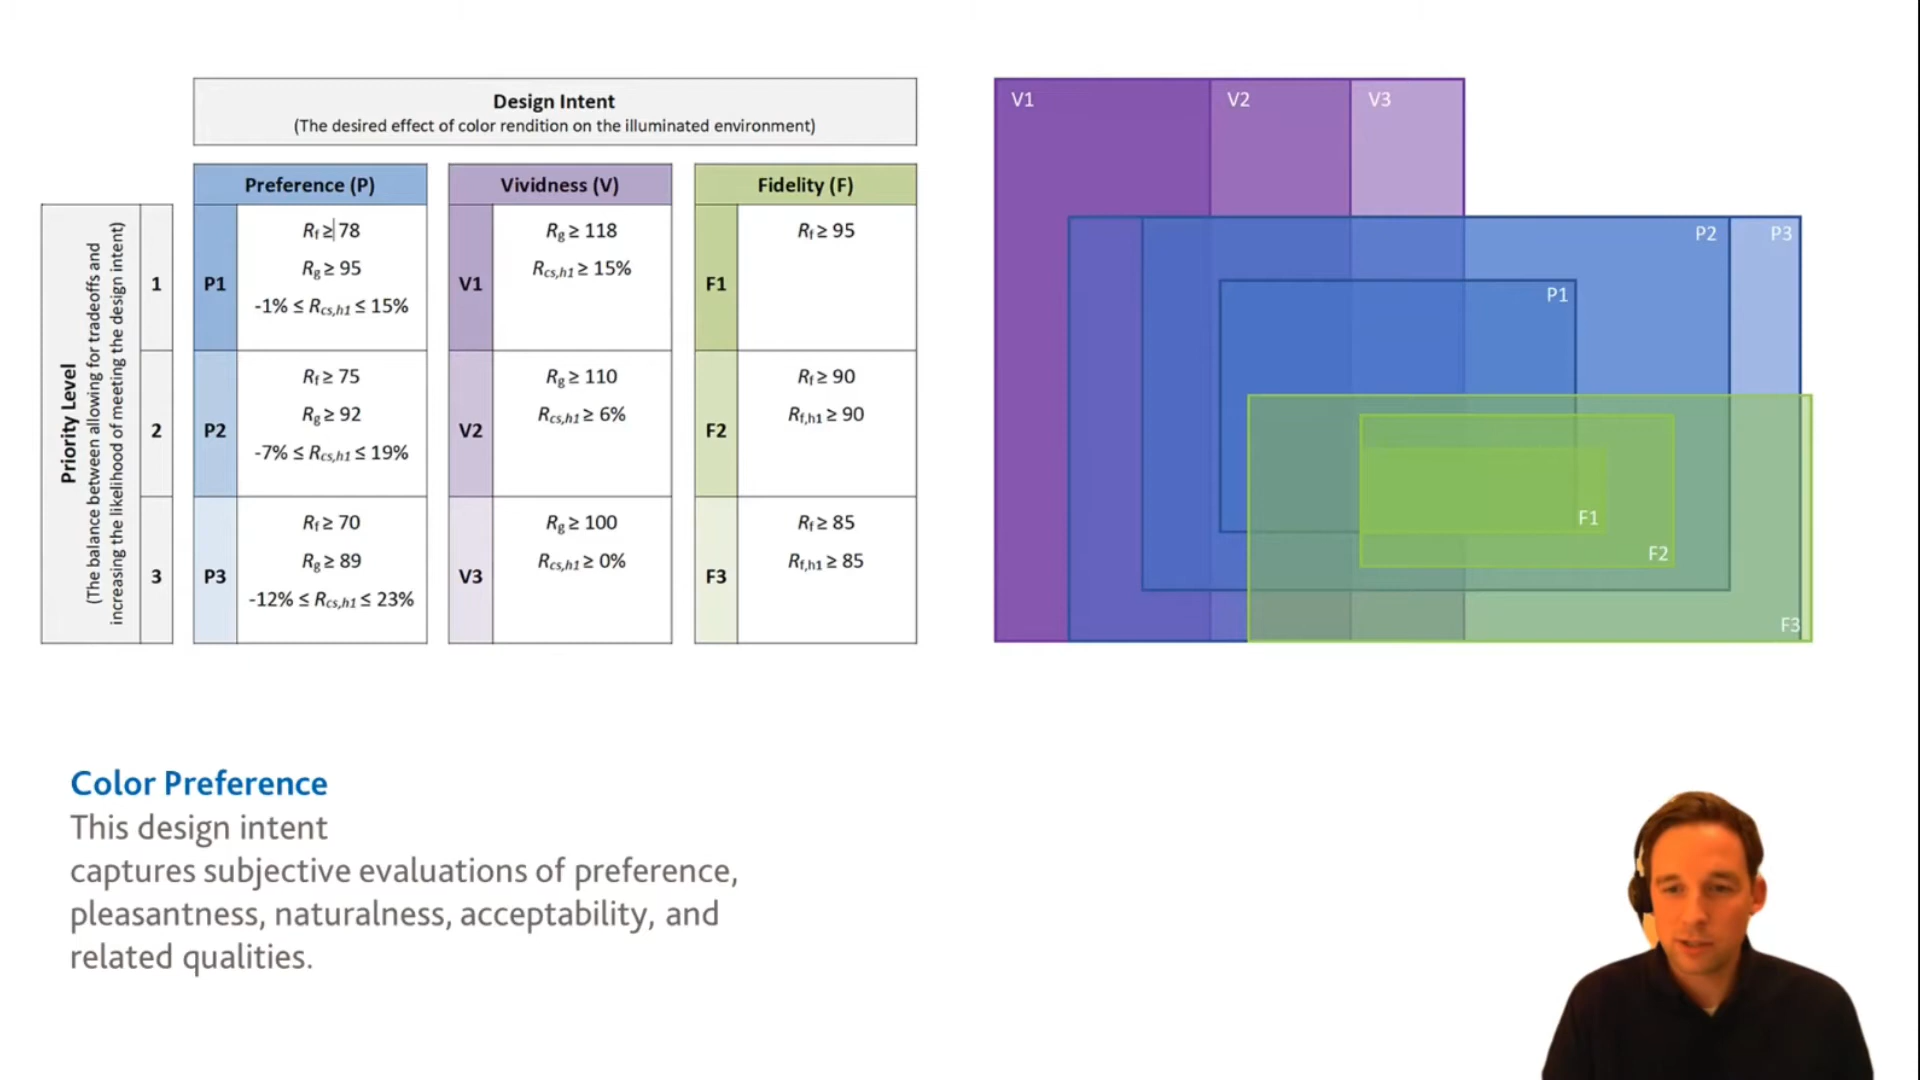 Design Intent
(The desired effect of color rendition on the illuminated environment)
Preference (P)
Vividness (V)
Fidelity (F)
Priority Level
(The balance between allowing for tradeoffs and
increasing the likelihood of meeting the design intent)
1
P1
Rf ≥ 78
Rg ≥ 95
-1% ≤ Rcs,h1 ≤ 15%
V1
Rg ≥ 118
Rcs,h1 ≥ 15%
F1
Rf ≥ 95
2
P2
Rf ≥ 75
Rg ≥ 92
-7% ≤ Rcs,h1 ≤ 19%
V2
Rg ≥ 110
Rcs,h1 ≥ 6%
F2
Rf ≥ 90
Rf,h1 ≥ 90
3
P3
Rf ≥ 70
Rg ≥ 89
-12% ≤ Rcs,h1 ≤ 23%
V3
Rg ≥ 100
Rcs,h1 ≥ 0%
F3
Rf ≥ 85
Rf,h1 ≥ 85
V1
V2
V3
P2
P3
P1
F1
F2
F3
Color Preference
This design intent
captures subjective evaluations of preference,
pleasantness, naturalness, acceptability, and
related qualities.